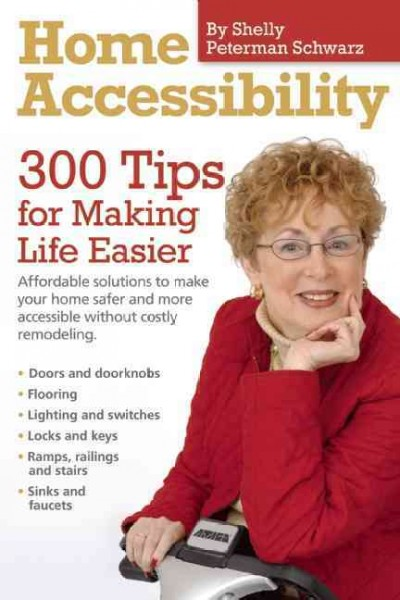 Home
Accessibility
By Shelly
Peterman Schwarz
300 Tips
for Making
Life Easier
Affordable solutions to make
your home safer and more
accessible without costly
remodeling.
• Doors and doorknobs
• Flooring
• Lighting and switches
• Locks and keys
• Ramps, railings
and stairs
• Sinks and
faucets
AMIGO